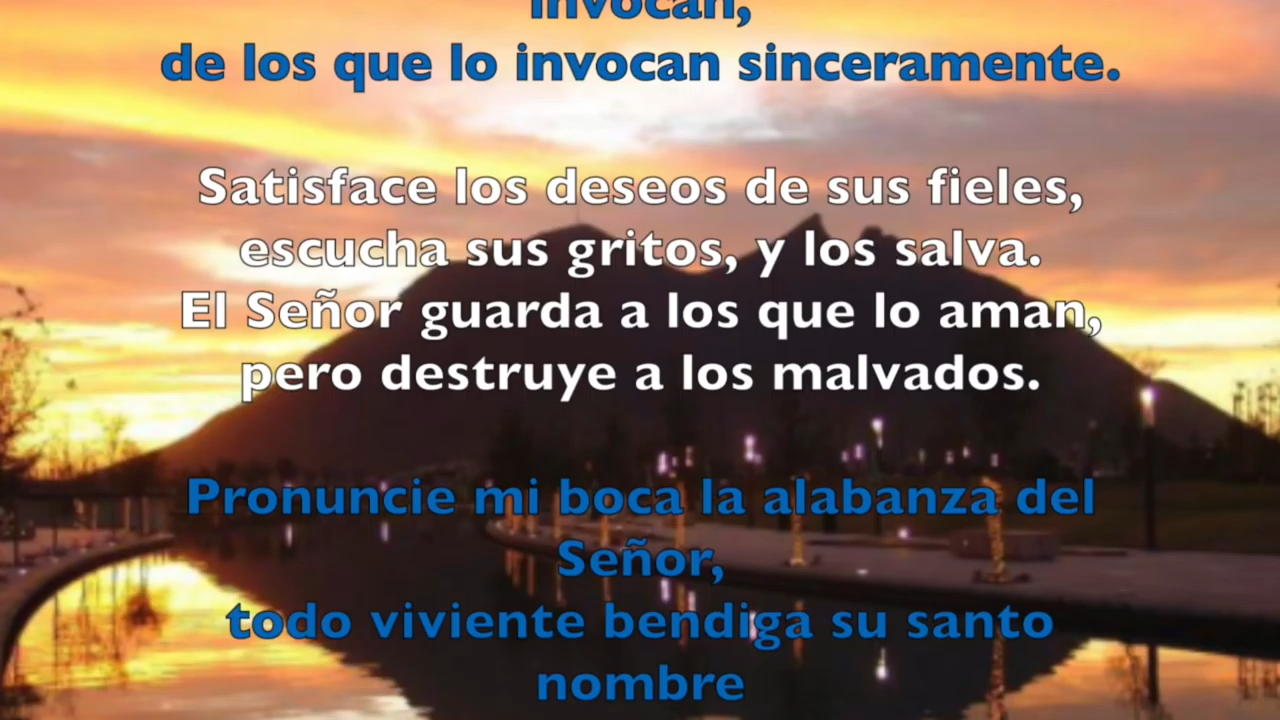 invocan,
de los que lo invocan sinceramente.
Satisface los deseos de sus fieles,
escucha sus gritos, y los salva.
El Señor guarda a los que lo aman,
pero destruye a los malvados.
Pronuncie mi boca la alabanza del
Señor,
todo viviente bendiga su santo
nombre